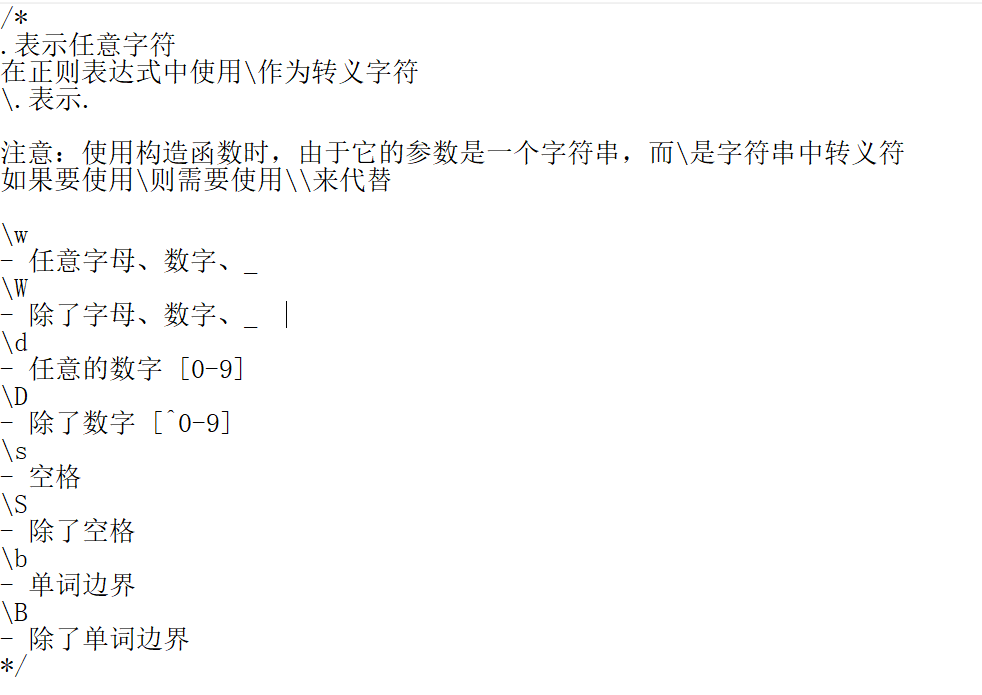 /*
.表示任意字符
在正则表达式中使用\作为转义字符
\.表示.
注意：使用构造函数时，由于它的参数是一个字符串，而\是字符串中转义符
如果要使用\则需要使用\\来代替
\w
- 任意字母、数字、_
\W
- 除了字母、数字、_
\d
- 任意的数字 [0-9]
\D
- 除了数字 [^0-9]
\s
- 空格
\S
- 除了空格
\b
- 单词边界
\B
- 除了单词边界
*/